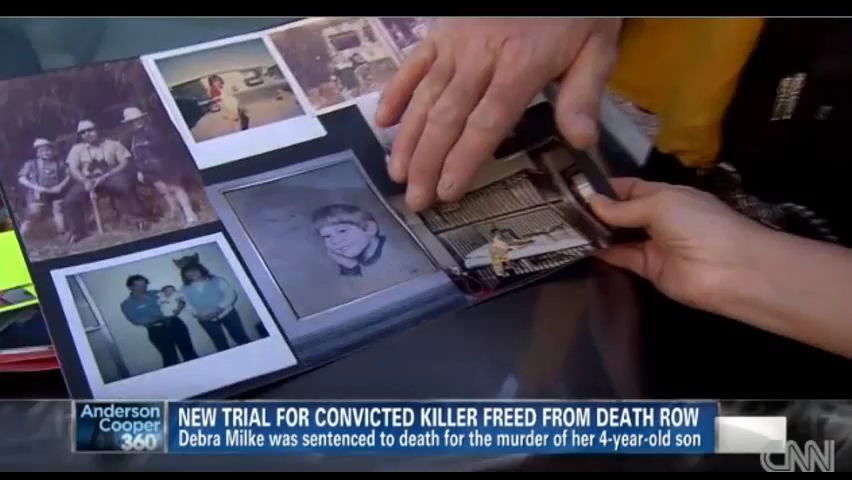 Anderson
Cooper
360
NEW TRIAL FOR CONVICTED KILLER FREED FROM DEATH ROW
Debra Milke was sentenced to death for the murder of her 4-year-old son
CNN